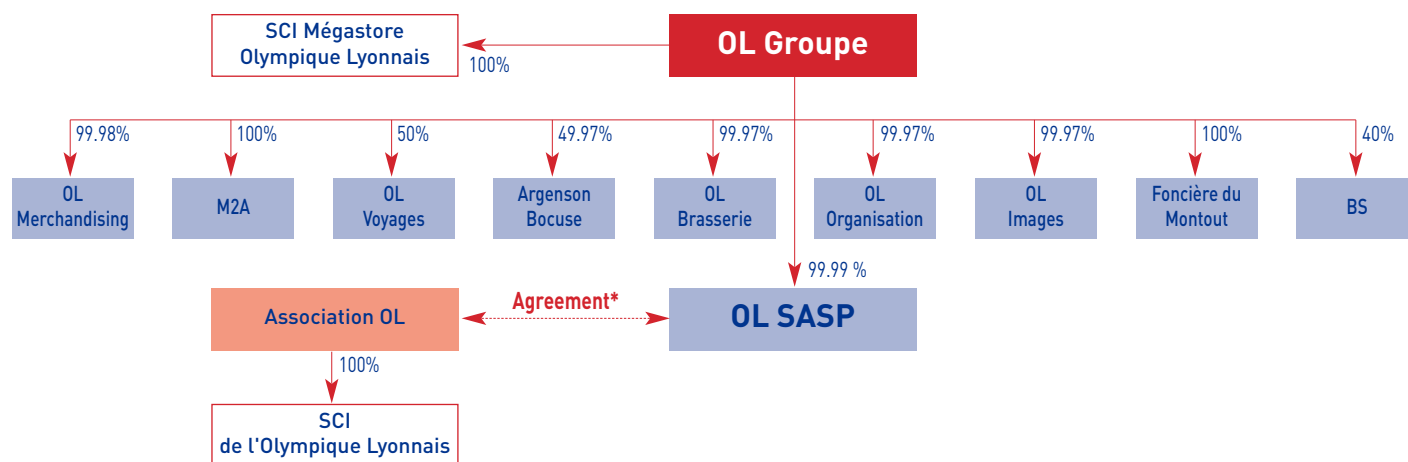 SCI Mégastore
Olympique Lyonnais
100%
OL Groupe
99.98%
100%
50%
49.97%
99.97%
99.97%
99.97%
100%
40%
OL
Merchandising
M2A
OL
Voyages
Argenson
Bocuse
OL
Brasserie
OL
Organisation
OL
Images
Foncière du
Montout
BS
99.99 %
Association OL
Agreement*
OL SASP
100%
SCI
de l'Olympique Lyonnais